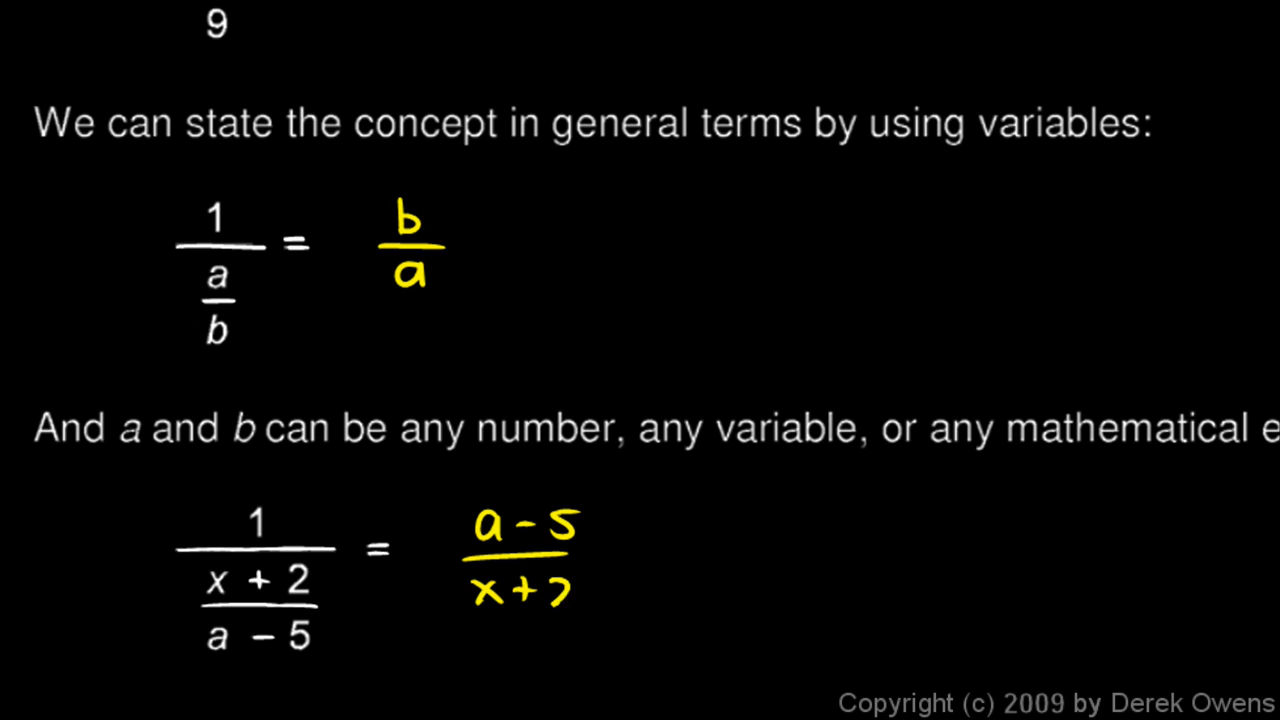 9
We can state the concept in general terms by using variables:
1
= b
a
a
b
And a and b can be any number, any variable, or any mathematical e
1
= a - 5
x + 2
x +
a - 5
Copyright (c) 2009 by Derek Owens